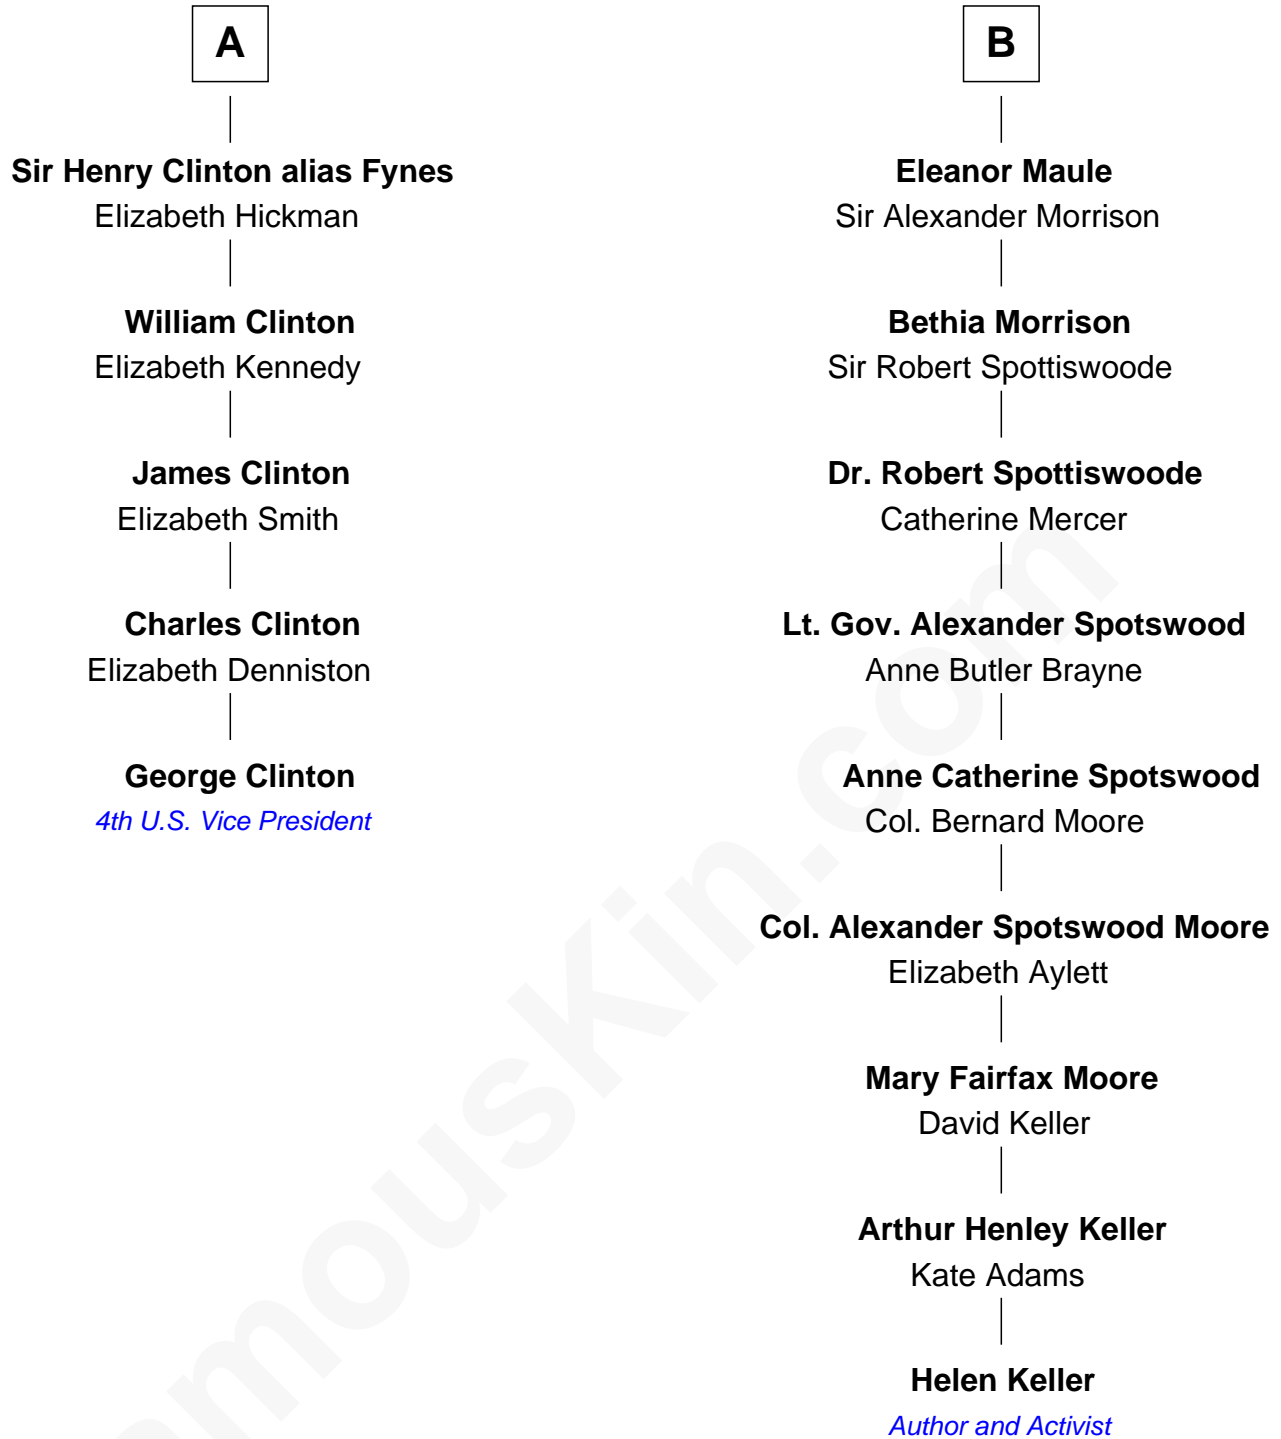 A
Sir Henry Clinton alias Fynes
Elizabeth Hickman
William Clinton
Elizabeth Kennedy
James Clinton
Elizabeth Smith
Charles Clinton
Elizabeth Denniston
George Clinton
4th U.S. Vice President
B
Eleanor Maule
Sir Alexander Morrison
Bethia Morrison
Sir Robert Spottiswoode
Dr. Robert Spottiswoode
Catherine Mercer
Lt. Gov. Alexander Spotswood
Anne Butler Brayne
Anne Catherine Spotswood
Col. Bernard Moore
Col. Alexander Spotswood Moore
Elizabeth Aylett
Mary Fairfax Moore
David Keller
Arthur Henley Keller
Kate Adams
Helen Keller
Author and Activist
amousKin.com